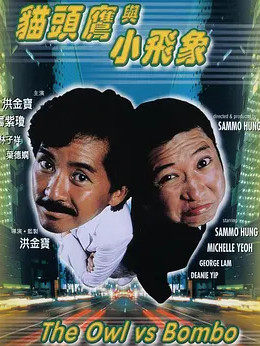 貓頭鷹與
小飛象
主演
洪金寶
紫瓊
林子祥
葉德嫻
導演・監製
洪金寶
directed & produced
SAMMO HUNG
starring
SAMMO HUNG
MICHELLE YEOH
GEORGE LAM
DEANIE YIP
The Owl vs Bombo